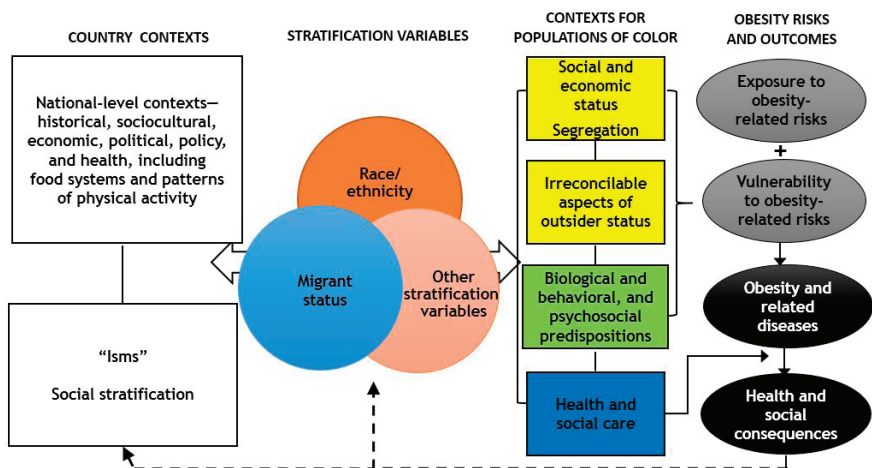 COUNTRY CONTEXTS
National-level contexts—
historical, sociocultural,
economic, political, policy,
and health, including
food systems and patterns
of physical activity
“Isms”
Social stratification
STRATIFICATION VARIABLES
Race/
ethnicity
Migrant
status
Other
stratification
variables
CONTEXTS FOR
POPULATIONS OF COLOR
Social and
economic status
Segregation
Irreconcilable
aspects of
outsider status
Biological and
behavioral, and
psychosocial
predispositions
Health and
social care
OBESITY RISKS
AND OUTCOMES
Exposure to
obesity-
related risks
+
Vulnerability
to obesity-
related risks
Obesity and
related
diseases
Health and
social
consequences